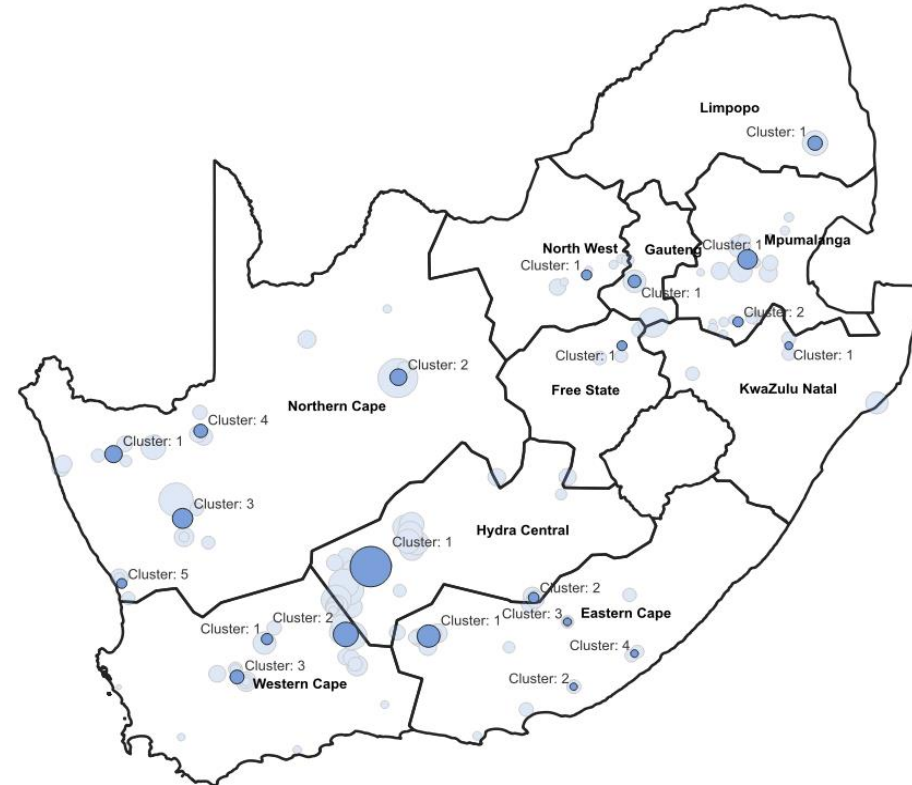 Limpopo
Cluster: 1
North West
Gauteng
Cluster: 1
Mpumalanga
Cluster: 1
Cluster: 1
Cluster: 2
Cluster: 1
Cluster: 1
Free State
KwaZulu Natal
Cluster: 2
Northern Cape
Cluster: 4
Cluster: 1
Cluster: 3
Hydra Central
Cluster: 1
Cluster: 5
Cluster: 2
Cluster: 3
Eastern Cape
Cluster: 1
Cluster: 2
Cluster: 1
Cluster: 4
Cluster: 3
Western Cape
Cluster: 2